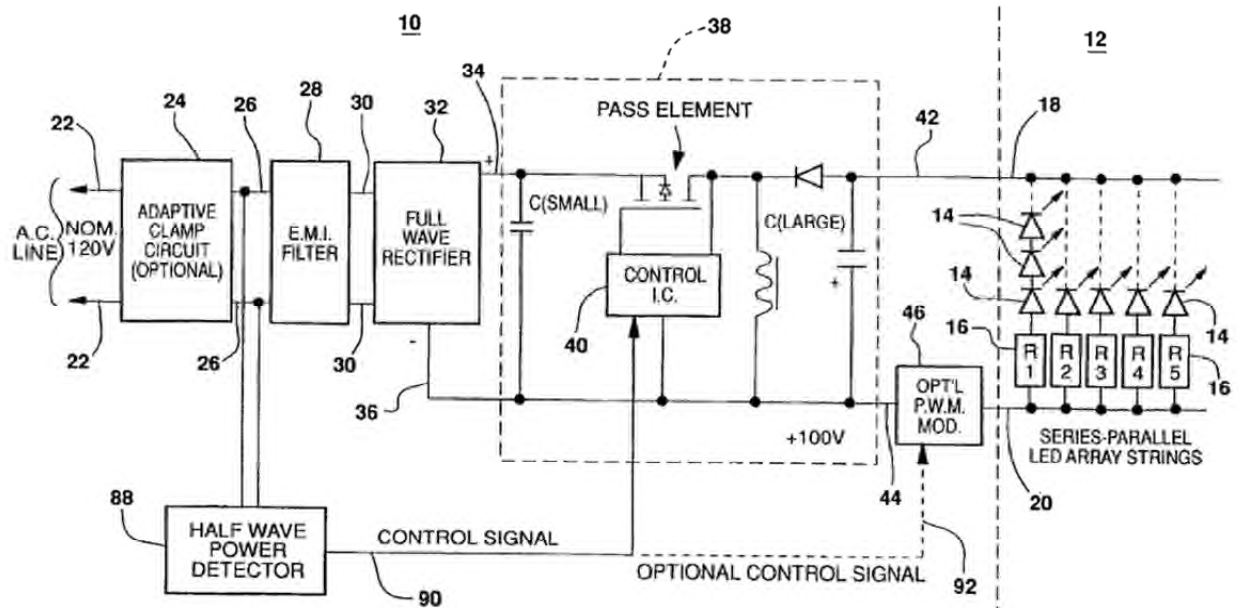 10
12
38
24
28
32
34
22
26
30
PASS ELEMENT
42
18
+
A.C.
LINE
NOM.
120V
ADAPTIVE
CLAMP
CIRCUIT
(OPTIONAL)
E.M.I.
FILTER
FULL
WAVE
RECTIFIER
C(SMALL)
C(LARGE)
+
CONTROL
I.C.
40
14
14
14
46
16
16
22
26
30
-
36
R
1
R
2
R
3
R
4
R
5
OPT'L
P.W.M.
MOD.
+100V
SERIES-PARALLEL
LED ARRAY STRINGS
44
20
88
HALF WAVE
POWER
DETECTOR
CONTROL SIGNAL
OPTIONAL CONTROL SIGNAL
90
92